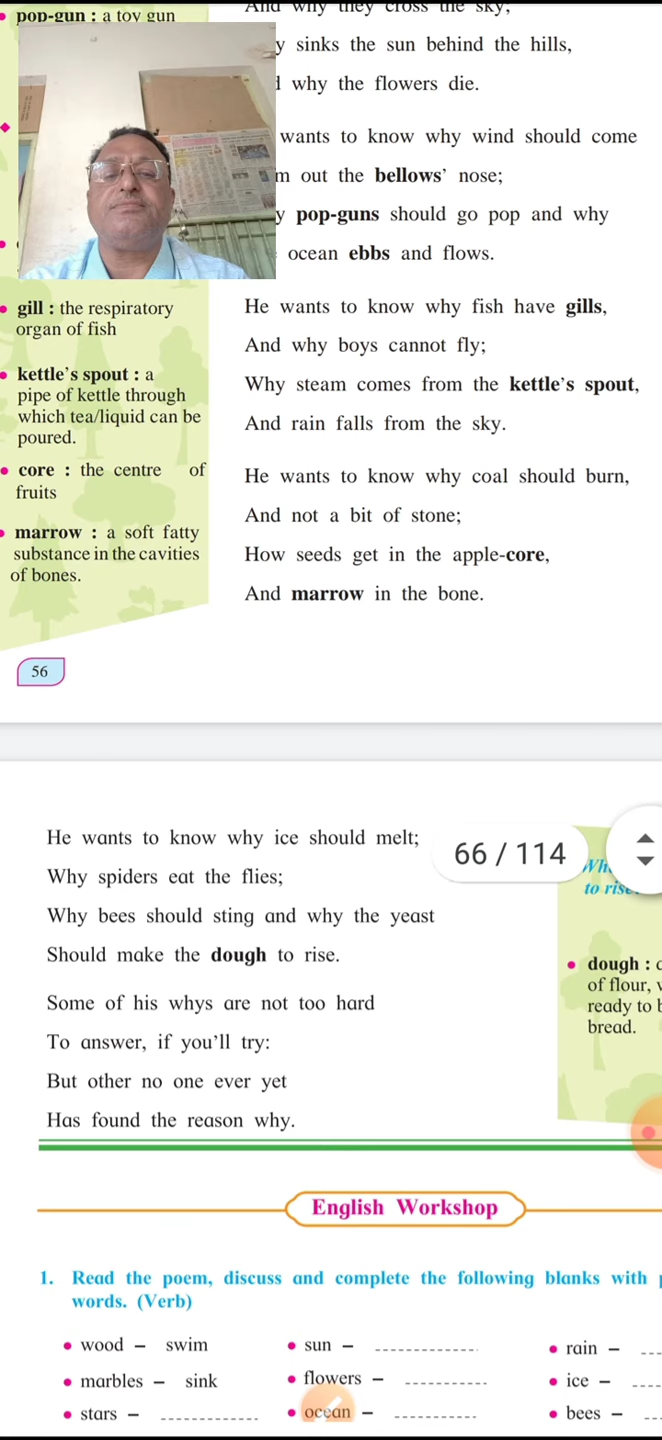 pop-gun : a toy gun
gill : the respiratory
organ of fish
kettle's spout : a
pipe of kettle through
which tea/liquid can be
poured.
core : the centre of
fruits
marrow : a soft fatty
substance in the cavities
of bones.
And why they cross the sky;
sinks the sun behind the hills,
why the flowers die.
wants to know why wind should come
out the bellows' nose;
pop-guns should go pop and why
ocean ebbs and flows.
He wants to know why fish have gills,
And why boys cannot fly;
Why steam comes from the kettle's spout,
And rain falls from the sky.
He wants to know why coal should burn,
And not a bit of stone;
How seeds get in the apple-core,
And marrow in the bone.
56
He wants to know why ice should melt;
Why spiders eat the flies;
Why bees should sting and why the yeast
Should make the dough to rise.
Some of his whys are not too hard
To answer, if you'll try:
But other no one ever yet
Has found the reason why.
66 / 114
to rise
dough :
of flour,
ready to
bread.
English Workshop
1. Read the poem, discuss and complete the following blanks with
words. (Verb)
wood – swim sun – ---------- rain – ---
marbles – sink flowers – ---------- ice – ---
stars – ---------- ocean – ---------- bees – ---